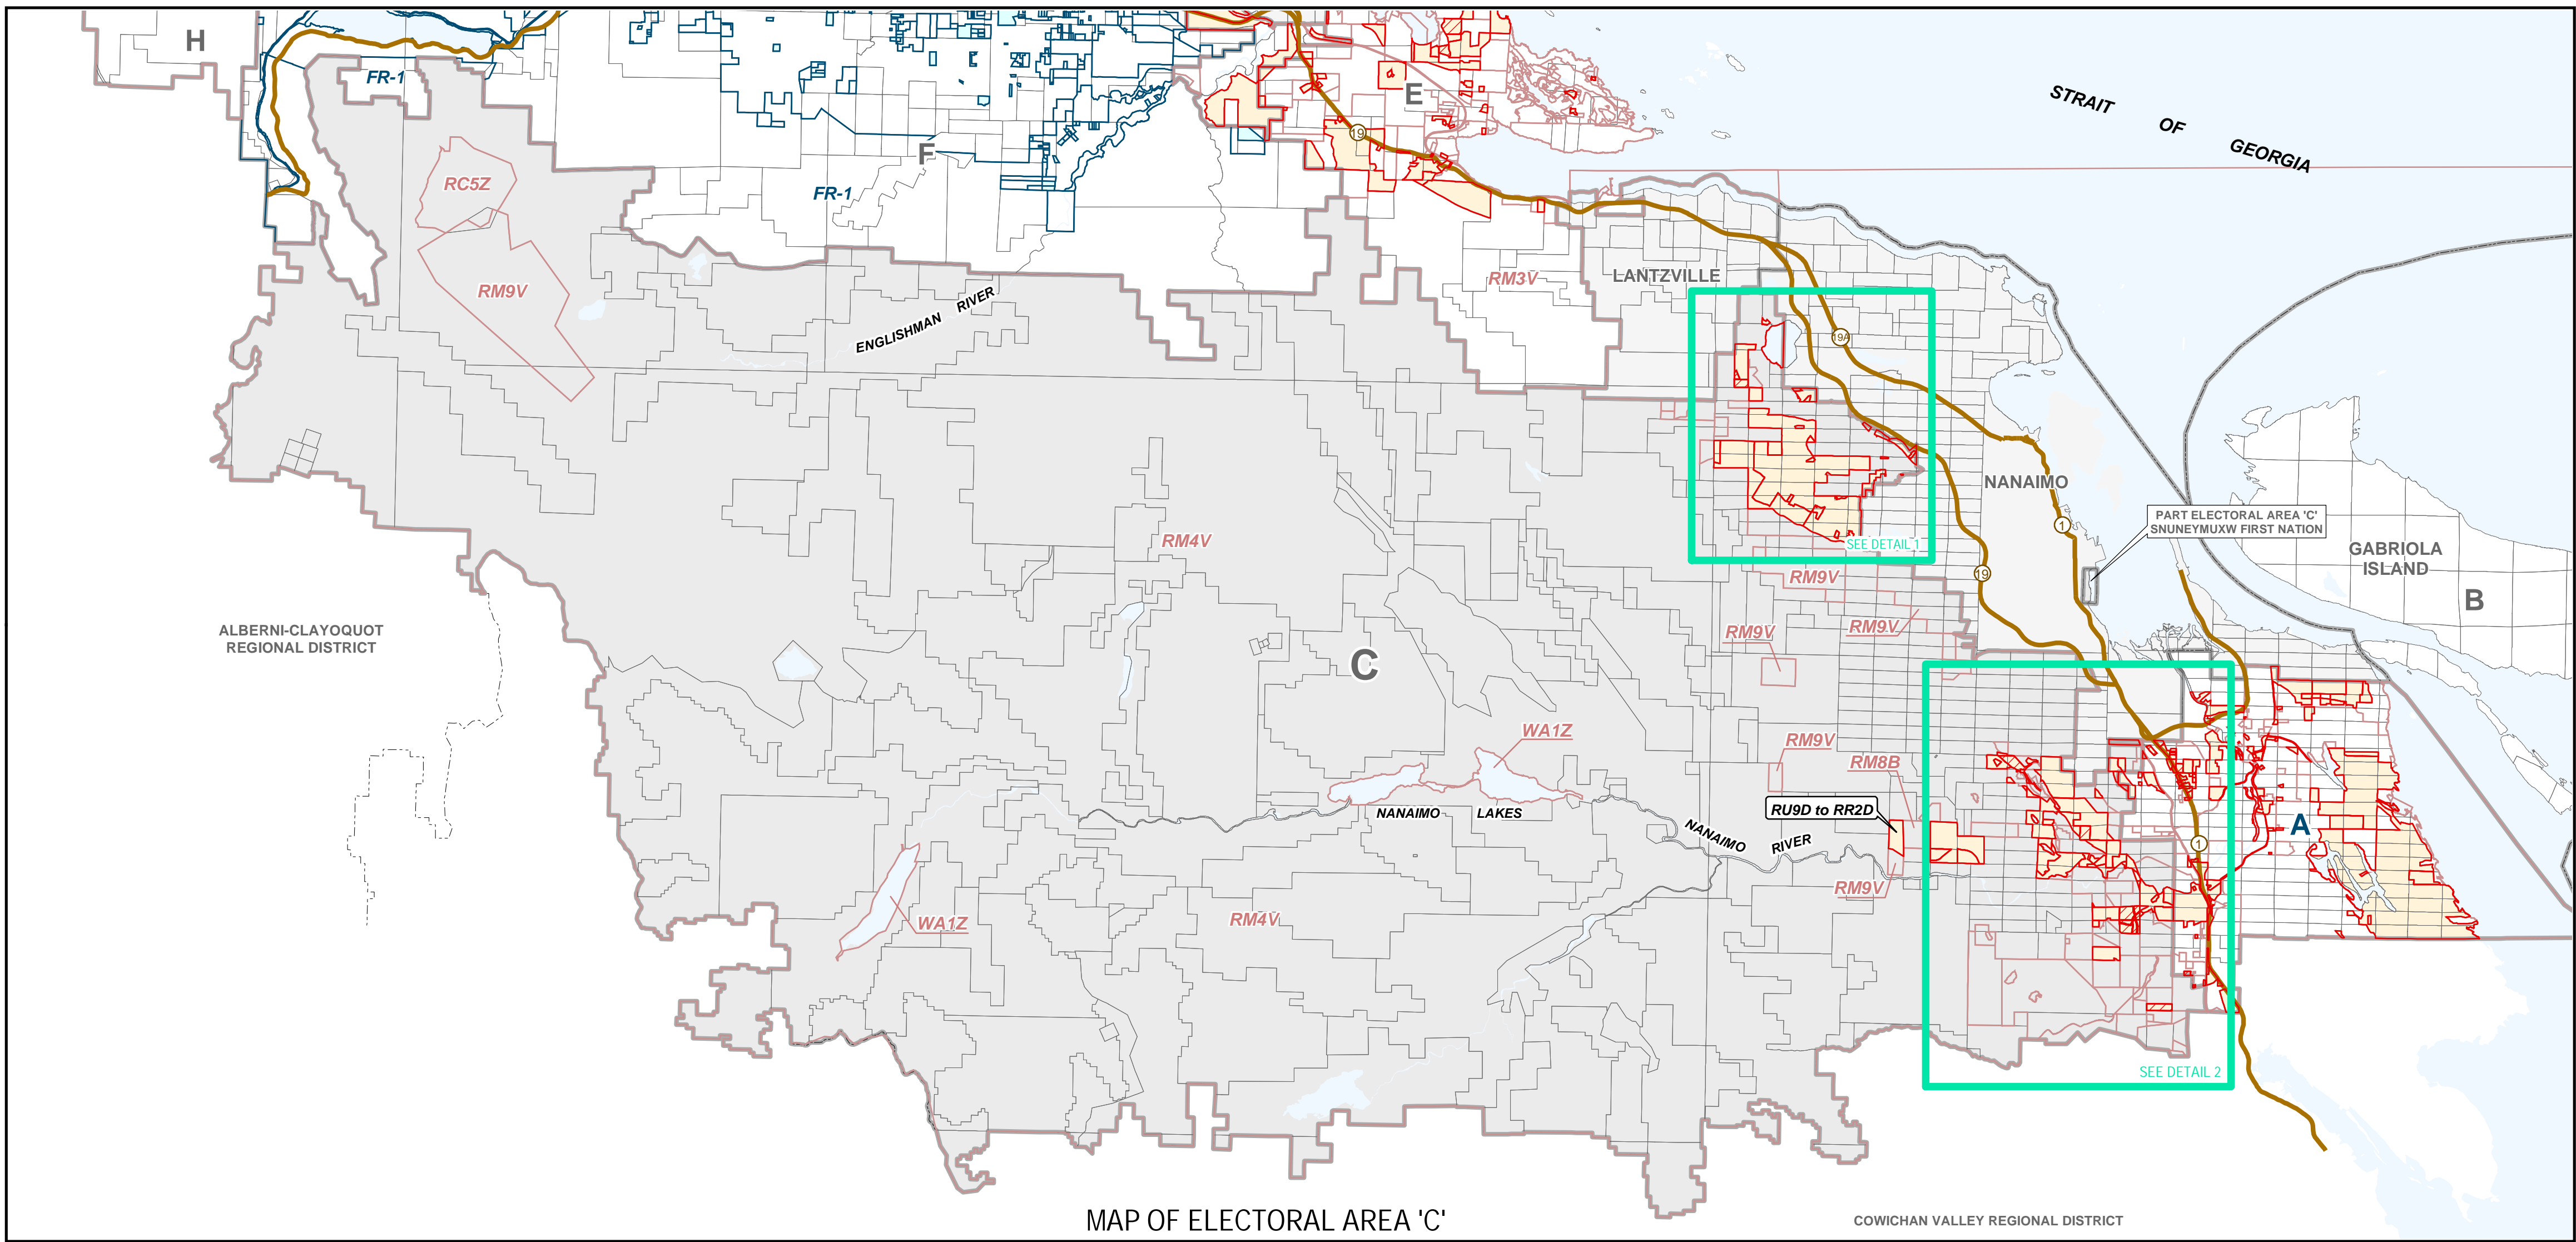 H
FR-1
E
19
STRAIT
OF
GEORGIA
F
RC5Z
FR-1
RM9V
ENGLISHMAN RIVER
RM3V
LANTZVILLE
19A
NANAIMO
1
PART ELECTORAL AREA 'C'
SNUNEYMUXW FIRST NATION
RM4V
SEE DETAIL 1
GABRIOLA
ISLAND
B
RM9V
19
ALBERNI-CLAYOQUOT
REGIONAL DISTRICT
RM9V
RM9V
C
WA1Z
RM9V
RM8B
RU9D to RR2D
NANAIMO LAKES
NANAIMO RIVER
A
1
RM9V
WA1Z
RM4V
SEE DETAIL 2
MAP OF ELECTORAL AREA 'C'
COWICHAN VALLEY REGIONAL DISTRICT